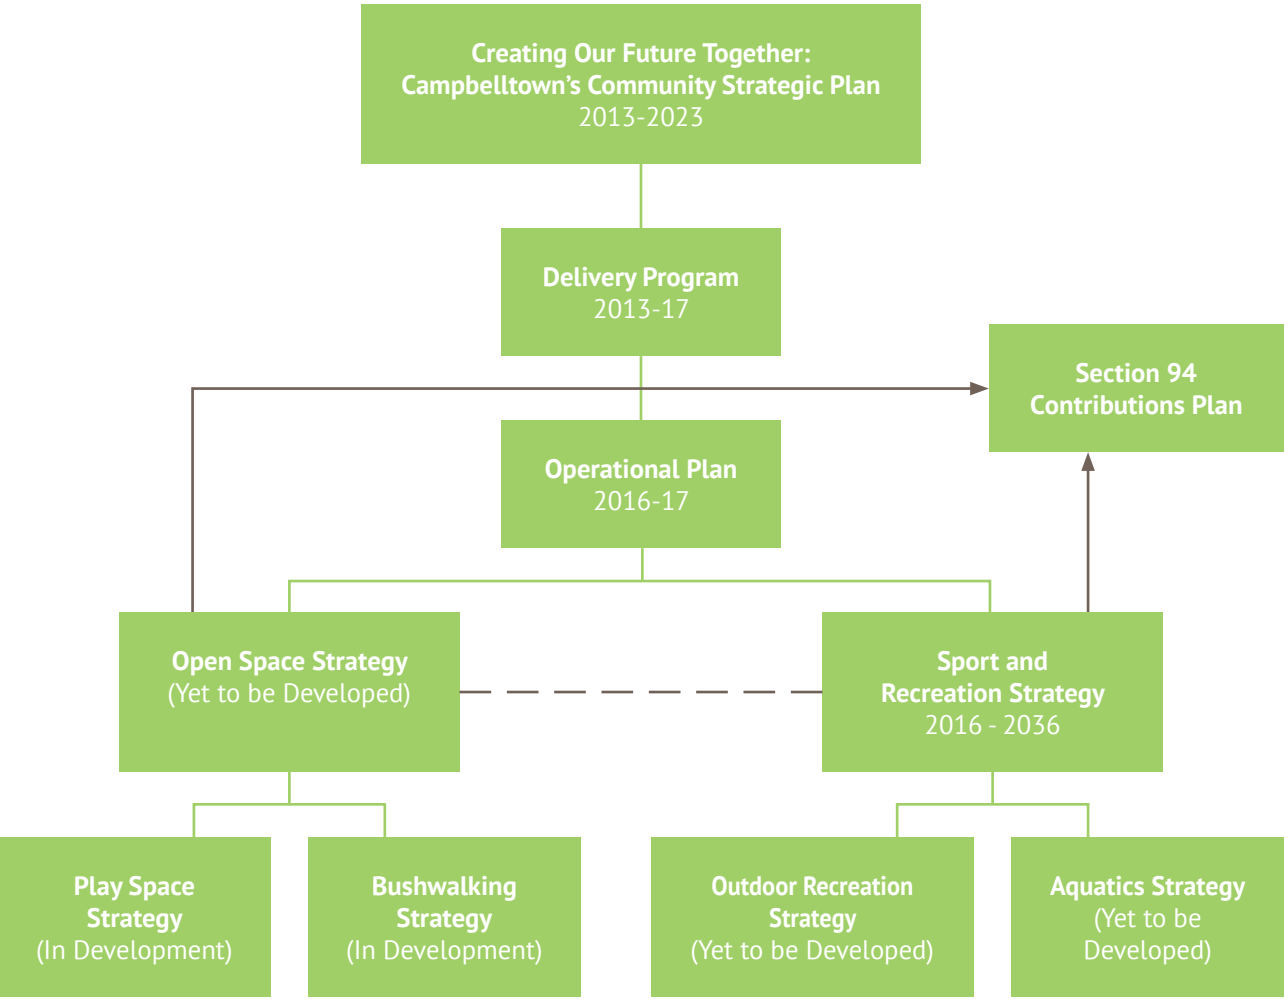 Creating Our Future Together:
Campbelltown’s Community Strategic Plan
2013-2023
Delivery Program
2013-17
Section 94
Contributions Plan
Operational Plan
2016-17
Open Space Strategy
(Yet to be Developed)
Sport and
Recreation Strategy
2016 - 2036
Play Space
Strategy
(In Development)
Bushwalking
Strategy
(In Development)
Outdoor Recreation
Strategy
(Yet to be Developed)
Aquatics Strategy
(Yet to be
Developed)